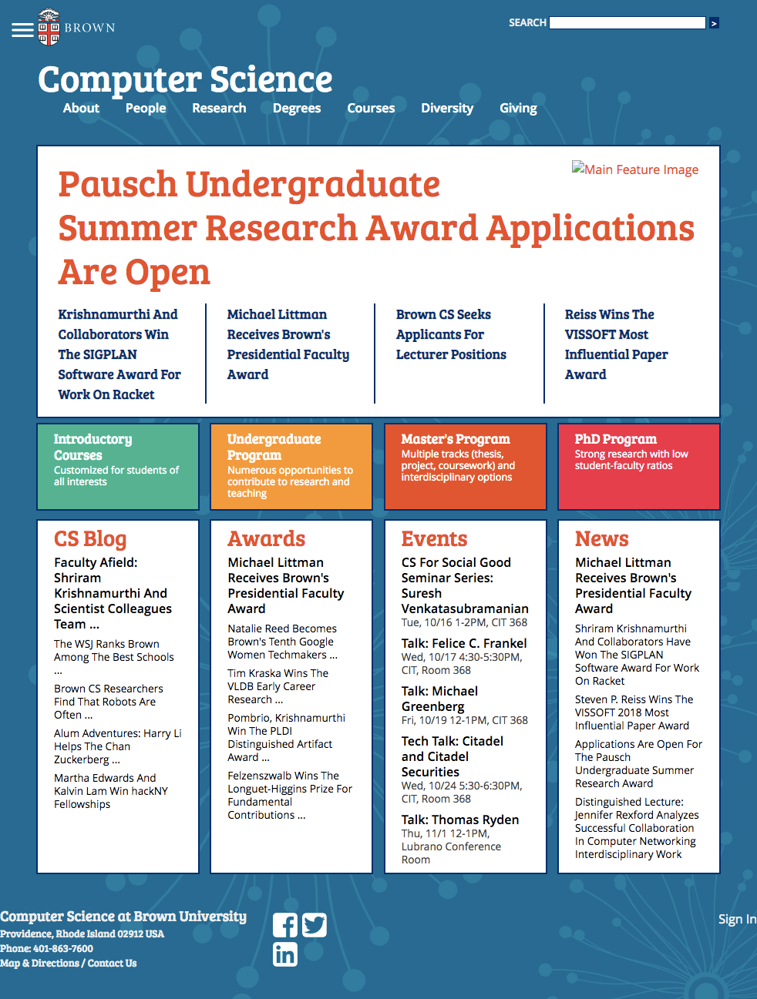 BROWN
SEARCH
>
Computer Science
About People Research Degrees Courses Diversity Giving
Main Feature Image
Pausch Undergraduate
Summer Research Award Applications
Are Open
Krishnamurthi And
Collaborators Win
The SIGPLAN
Software Award For
Work On Racket
Michael Littman
Receives Brown's
Presidential Faculty
Award
Brown CS Seeks
Applicants For
Lecturer Positions
Reiss Wins The
VISSOFT Most
Influential Paper
Award
Introductory
Courses
Customized for students of
all interests
Undergraduate
Program
Numerous opportunities to
contribute to research and
teaching
Master's Program
Multiple tracks (thesis,
project, coursework) and
interdisciplinary options
PhD Program
Strong research with low
student-faculty ratios
CS Blog
Faculty Afield:
Shriram
Krishnamurthi And
Scientist Colleagues
Team ...
The WSJ Ranks Brown
Among The Best Schools
...
Brown CS Researchers
Find That Robots Are
Often ...
Alum Adventures: Harry Li
Helps The Chan
Zuckerberg ...
Martha Edwards And
Kalvin Lam Win hackNY
Fellowships
Awards
Michael Littman
Receives Brown's
Presidential Faculty
Award
Natalie Reed Becomes
Brown's Tenth Google
Women Techmakers ...
Tim Kraska Wins The
VLDB Early Career
Research ...
Pombrio, Krishnamurthi
Win The PLDI
Distinguished Artifact
Award ...
Felzenszwalb Wins The
Longuet-Higgins Prize For
Fundamental
Contributions ...
Events
CS For Social Good
Seminar Series:
Suresh
Venkatasubramanian
Tue, 10/16 1-2PM, CIT 368
Talk: Felice C. Frankel
Wed, 10/17 4:30-5:30PM,
CIT, Room 368
Talk: Michael
Greenberg
Fri, 10/19 12-1PM, CIT 368
Tech Talk: Citadel
and Citadel
Securities
Wed, 10/24 5:30-6:30PM,
CIT, Room 368
Talk: Thomas Ryden
Thu, 11/1 12-1PM,
Lubrano Conference
Room
News
Michael Littman
Receives Brown's
Presidential Faculty
Award
Shriram Krishnamurthi
And Collaborators Have
Won The SIGPLAN
Software Award For Work
On Racket
Steven P. Reiss Wins The
VISSOFT 2018 Most
Influential Paper Award
Applications Are Open For
The Pausch
Undergraduate Summer
Research Award
Distinguished Lecture:
Jennifer Rexford Analyzes
Successful Collaboration
In Computer Networking
Interdisciplinary Work
Computer Science at Brown University
Providence, Rhode Island 02912 USA
Phone: 401-863-7600
Map & Directions / Contact Us
Sign In